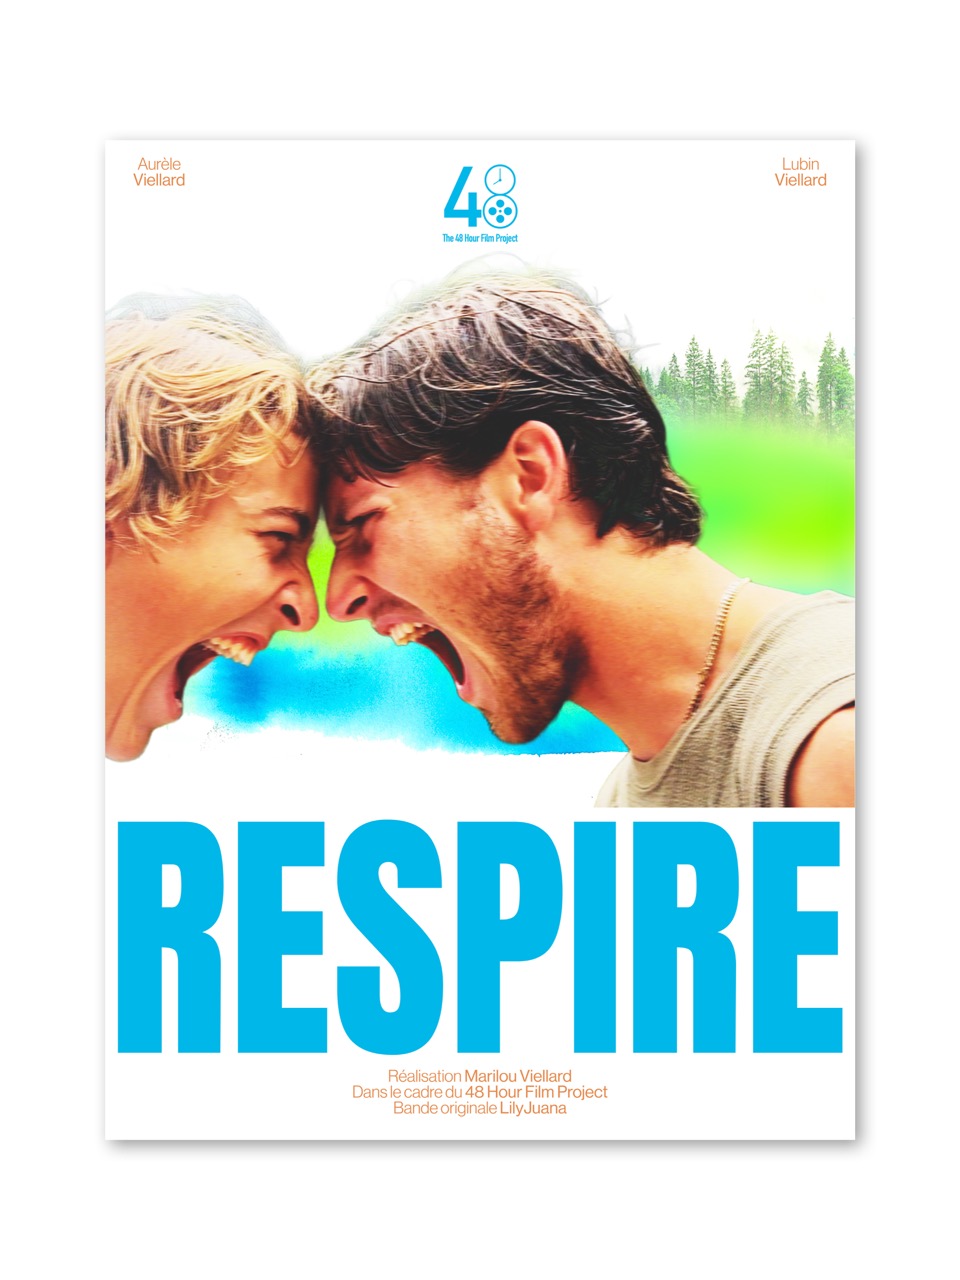 Aurèle
Viellard
48
The 48 Hour Film Project
Lubin
Viellard
RESPIRE
Réalisation Marilou Viellard
Dans le cadre du 48 Hour Film Project
Bande originale LilyJuana